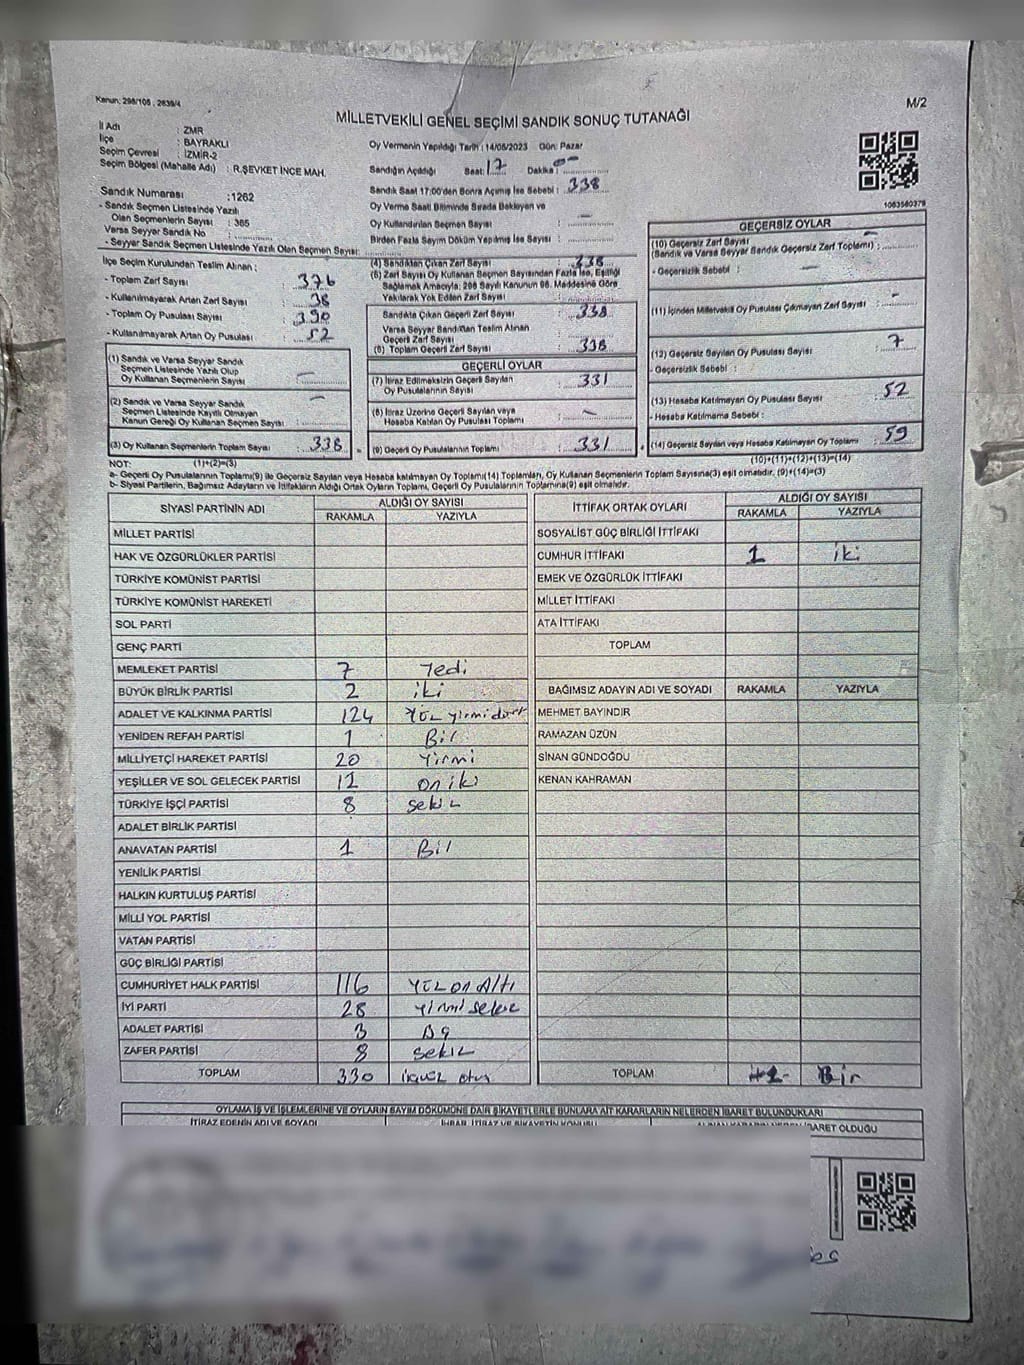 Kanun: 298/105 , 2839/4
M/2
MİLLETVEKİLİ GENEL SEÇİMİ SANDIK SONUÇ TUTANAĞI
İl Adı : ZMR
İlçe : BAYRAKLI
Seçim Çevresi : İZMİR-2
Seçim Bölgesi (Mahalle Adı) : R.ŞEVKET İNCE MAH.
Oy Vermenin Yapıldığı Tarih : 14/05/2023 Gün: Pazar
Sandığın Açıldığı Saat: 17 Dakika:
Sandık Saat 17:00'den Sonra Açılmış İse Sebebi : 338
Oy Verme Saati Bitiminde Sırada Bekleyen ve
Oy Kullandırılan Seçmen Sayısı : —
Birden Fazla Sayım Döküm Yapılmış İse Sayısı :
1083580378
Sandık Numarası :1262
- Sandık Seçmen Listesinde Yazılı
Olan Seçmenlerin Sayısı : 365
Varsa Seyyar Sandık No :
- Seyyar Sandık Seçmen Listesinde Yazılı Olan Seçmen Sayısı:
İlçe Seçim Kurulundan Teslim Alınan :
- Toplam Zarf Sayısı : 376
- Kullanılmayarak Artan Zarf Sayısı : 38
- Toplam Oy Pusulası Sayısı : 390
- Kullanılmayarak Artan Oy Pusulası : 52
(4) Sandıktan Çıkan Zarf Sayısı : 338
(5) Zarf Sayısı Oy Kullanan Seçmen Sayısından Fazla İse, Eşitliği
Sağlamak Amacıyla; 298 Sayılı Kanunun 98. Maddesine Göre
Yakılarak Yok Edilen Zarf Sayısı :
Sandıkta Çıkan Geçerli Zarf Sayısı : 338
Varsa Seyyar Sandıktan Teslim Alınan
Geçerli Zarf Sayısı :
(6) Toplam Geçerli Zarf Sayısı : 338
GEÇERSİZ OYLAR
(10) Geçersiz Zarf Sayısı
(Sandık ve Varsa Seyyar Sandık Geçersiz Zarf Toplamı) : —
- Geçersizlik Sebebi : —
(11) İçinden Milletvekili Oy Pusulası Çıkmayan Zarf Sayısı : -
(12) Geçersiz Sayılan Oy Pusulası Sayısı : 7
- Geçersizlik Sebebi :
(13) Hesaba Katılmayan Oy Pusulası Sayısı : 52
- Hesaba Katılmama Sebebi :
(14) Geçersiz Sayılan veya Hesaba Katılmayan Oy Toplamı : 59
(10)+(11)+(12)+(13)=(14)
(1) Sandık ve Varsa Seyyar Sandık
Seçmen Listesinde Yazılı Olup
Oy Kullanan Seçmenlerin Sayısı : —
(2) Sandık ve Varsa Seyyar Sandık
Seçmen Listesinde Kayıtlı Olmayan
Kanun Gereği Oy Kullanan Seçmen Sayısı : —
(3) Oy Kullanan Seçmenlerin Toplam Sayısı : 338
(1)+(2)=(3)
GEÇERLİ OYLAR
(7) İtiraz Edilmeksizin Geçerli Sayılan
Oy Pusulalarının Sayısı : 331
(8) İtiraz Üzerine Geçerli Sayılan veya
Hesaba Katılan Oy Pusulası Toplamı : -
(9) Geçerli Oy Pusulalarının Toplamı : 331
NOT:
a- Geçerli Oy Pusulalarının Toplamı(9) ile Geçersiz Sayılan veya Hesaba katılmayan Oy Toplamı(14) Toplamları, Oy Kullanan Seçmenlerin Toplam Sayısına(3) eşit olmalıdır. (9)+(14)=(3)
b- Siyasi Partilerin, Bağımsız Adayların ve İttifakların Aldığı Ortak Oyların Toplamı, Geçerli Oy Pusulalarının Toplamına(9) eşit olmalıdır.
SİYASİ PARTİNİN ADI ALDIĞI OY SAYISI
RAKAMLA YAZIYLA
MİLLET PARTİSİ
HAK VE ÖZGÜRLÜKLER PARTİSİ
TÜRKİYE KOMÜNİST PARTİSİ
TÜRKİYE KOMÜNİST HAREKETİ
SOL PARTİ
GENÇ PARTİ
MEMLEKET PARTİSİ 7 Yedi
BÜYÜK BİRLİK PARTİSİ 2 iki
ADALET VE KALKINMA PARTİSİ 124 Yüz yirmi dört
YENİDEN REFAH PARTİSİ 1 Bir
MİLLİYETÇİ HAREKET PARTİSİ 20 Yirmi
YEŞİLLER VE SOL GELECEK PARTİSİ 12 on iki
TÜRKİYE İŞÇİ PARTİSİ 8 sekiz
ADALET BİRLİK PARTİSİ
ANAVATAN PARTİSİ 1 Bir
YENİLİK PARTİSİ
HALKIN KURTULUŞ PARTİSİ
MİLLİ YOL PARTİSİ
VATAN PARTİSİ
GÜÇ BİRLİĞİ PARTİSİ
CUMHURİYET HALK PARTİSİ 116 Yüz on Altı
İYİ PARTİ 28 yirmi sekiz
ADALET PARTİSİ 3 üç
ZAFER PARTİSİ 8 sekiz
TOPLAM 330 ikiyüz otuz
İTTİFAK ORTAK OYLARI ALDIĞI OY SAYISI
RAKAMLA YAZIYLA
SOSYALİST GÜÇ BİRLİĞİ İTTİFAKI
CUMHUR İTTİFAKI 1 iki
EMEK VE ÖZGÜRLÜK İTTİFAKI
MİLLET İTTİFAKI
ATA İTTİFAKI
TOPLAM
BAĞIMSIZ ADAYIN ADI VE SOYADI RAKAMLA YAZIYLA
MEHMET BAYINDIR
RAMAZAN ÜZÜN
SİNAN GÜNDOĞDU
KENAN KAHRAMAN
TOPLAM Bir
OYLAMA İŞ VE İŞLEMLERİNE VE OYLARIN SAYIM DÖKÜMÜNE DAİR ŞİKAYETLERLE BUNLARA AİT KARARLARIN NELERDEN İBARET BULUNDUKLARI
İTİRAZ EDENİN ADI VE SOYADI
BARET OLDUĞU